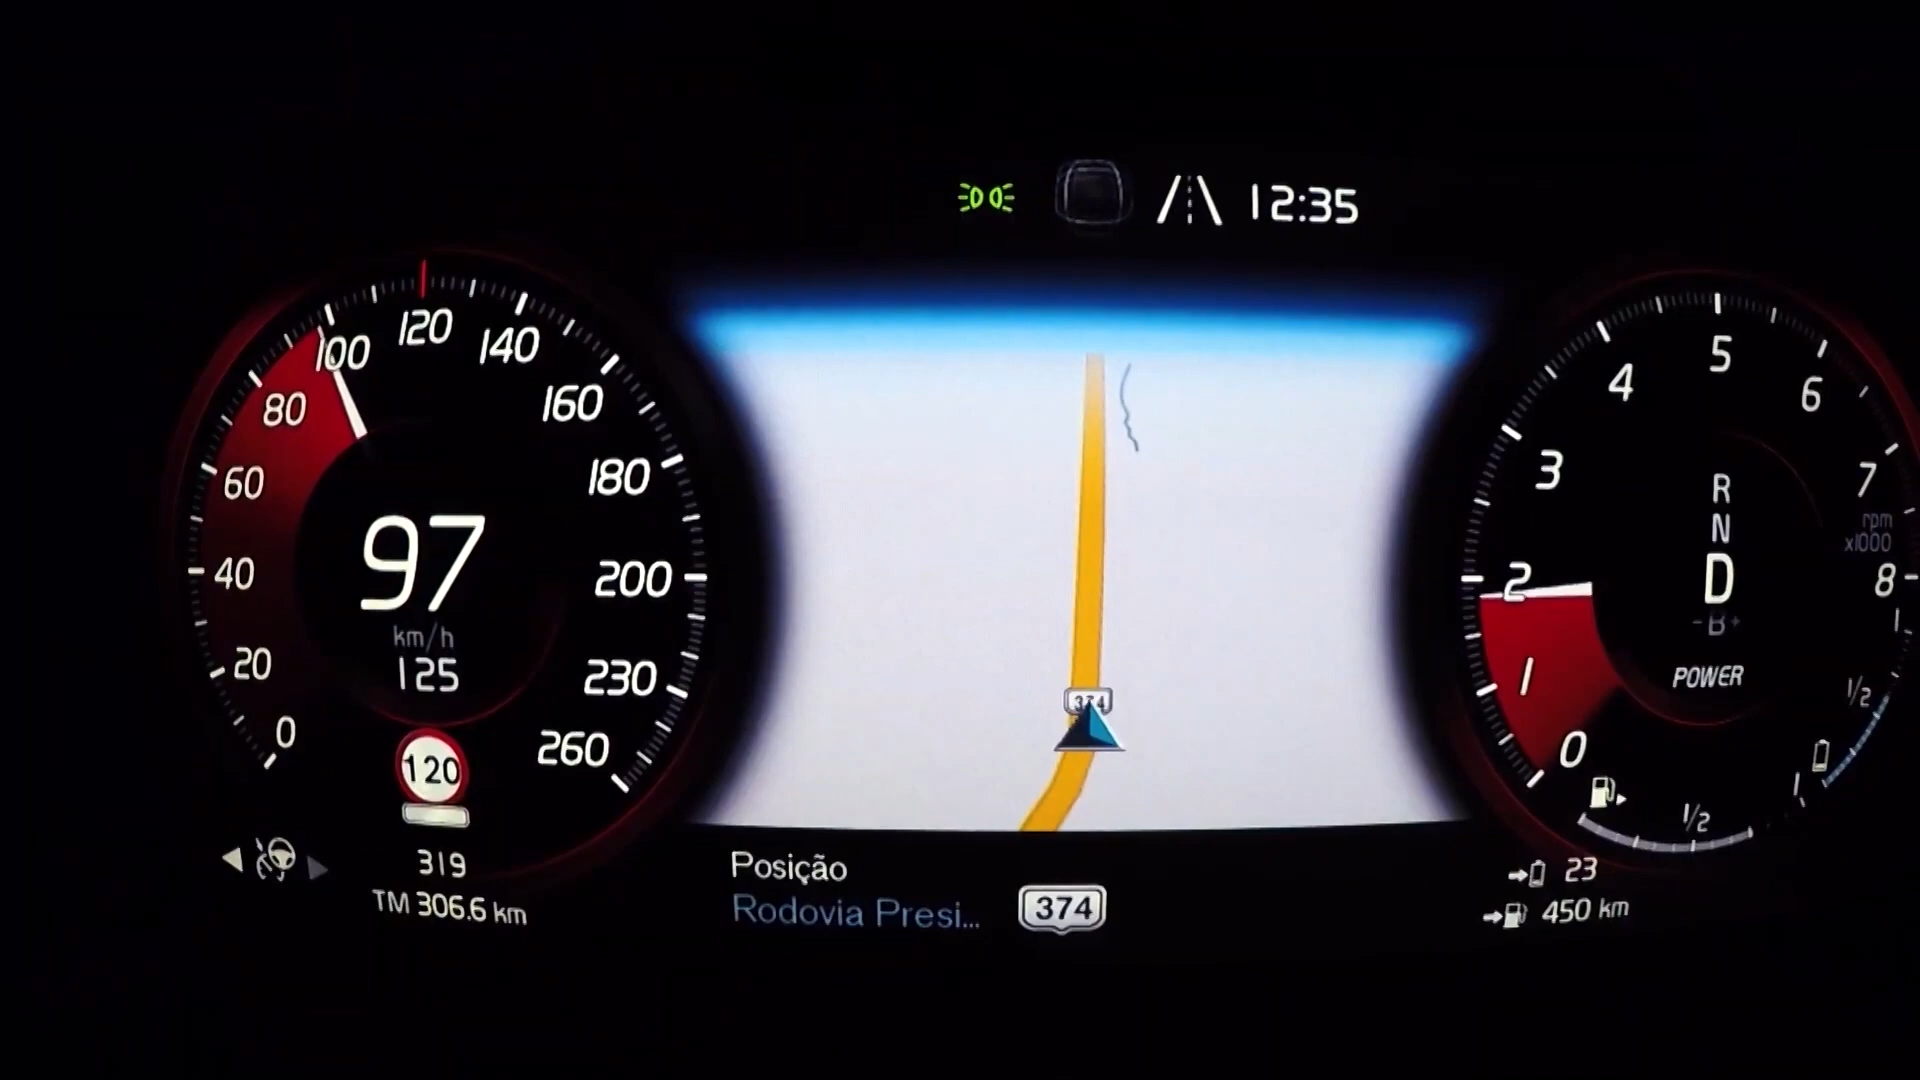 12:35
0
20
40
60
80
100
120
140
160
180
200
230
260
97
km/h
125
120
319
TM 306.6 km
374
Posição
Rodovia Presi...
374
0
1
2
3
4
5
6
7
8
rpm
x1000
R
N
D
-B+
POWER
1/2
1
1/2
1
23
450 km